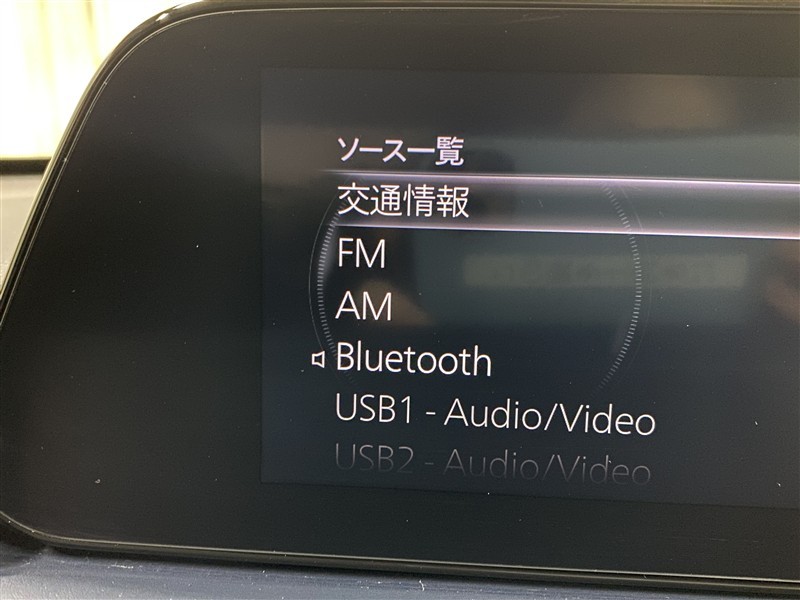 ソース一覧
交通情報
FM
AM
Bluetooth
USB1 - Audio/Video
USB2 - Audio/Video